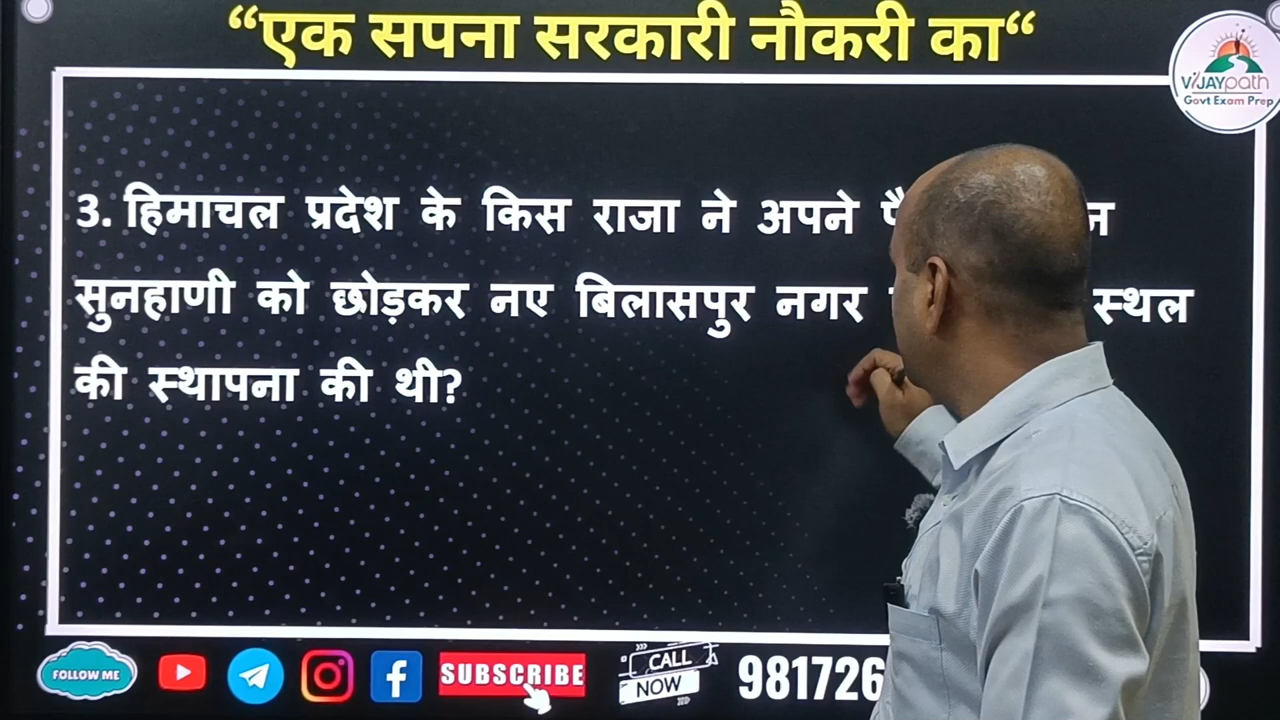 “एक सपना सरकारी नौकरी का“
VIJAYpath
Govt Exam Prep
3. हिमाचल प्रदेश के किस राजा ने अपने
सुनहाणी को छोड़कर नए बिलासपुर नगर स्थल
की स्थापना की थी?
FOLLOW ME
SUBSCRIBE
CALL
NOW
981726